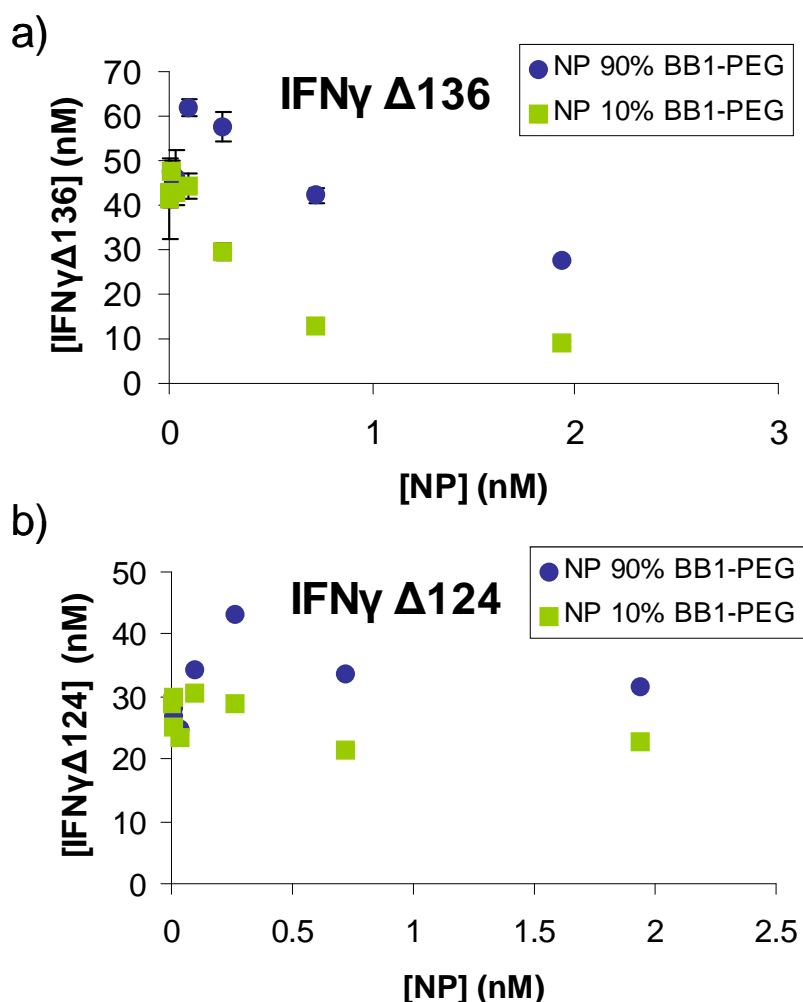 a)
NP 90% BB1-PEG
NP 10% BB1-PEG
IFNγ Δ136
[IFNγΔ136] (nM)
70
60
50
40
30
20
10
0
0 1 2 3
[NP] (nM)
b)
NP 90% BB1-PEG
NP 10% BB1-PEG
IFNγ Δ124
[IFNγΔ124] (nM)
50
40
30
20
10
0
0 0.5 1 1.5 2 2.5
[NP] (nM)